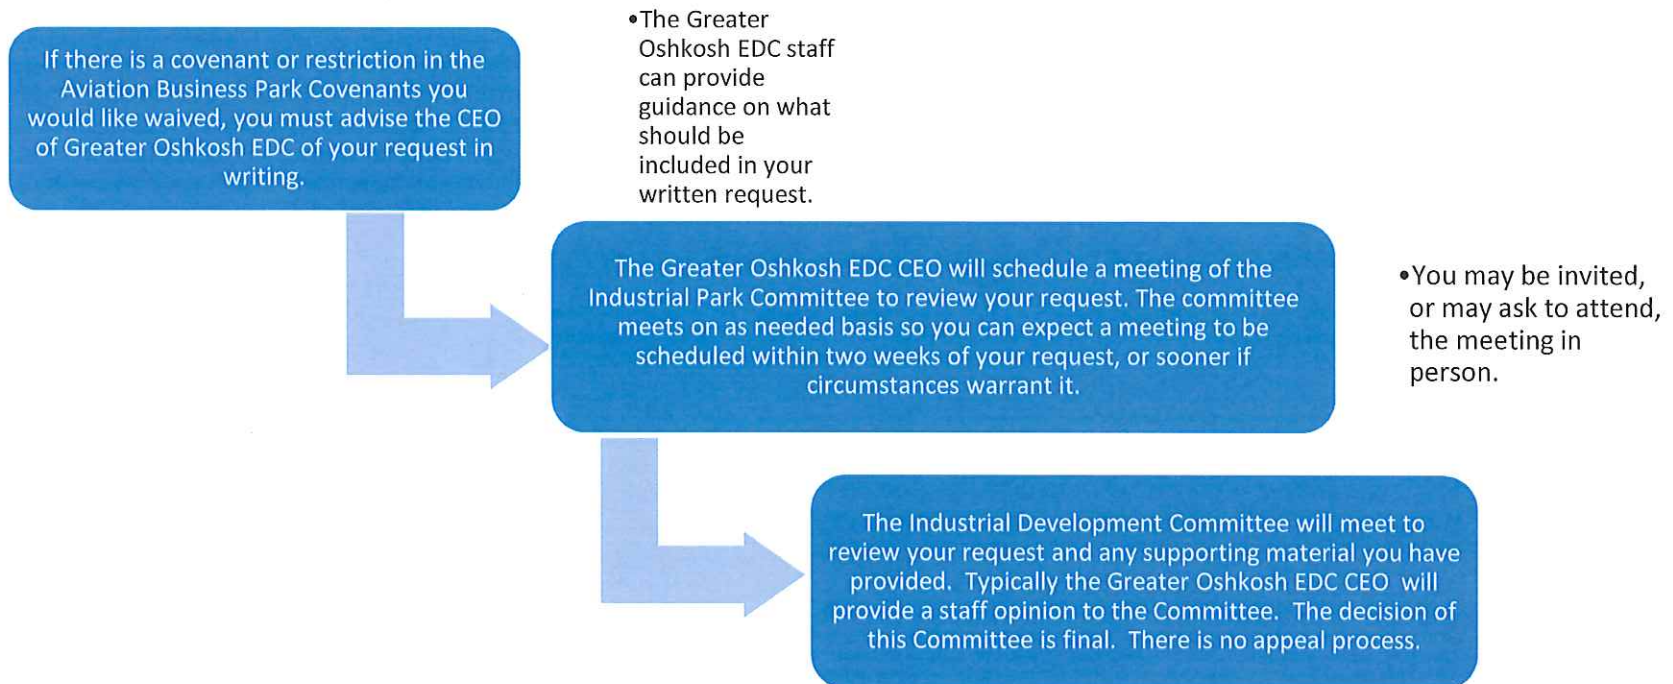 If there is a covenant or restriction in the
Aviation Business Park Covenants you
would like waived, you must advise the CEO
of Greater Oshkosh EDC of your request in
writing.
•The Greater
Oshkosh EDC staff
can provide
guidance on what
should be
included in your
written request.
The Greater Oshkosh EDC CEO will schedule a meeting of the
Industrial Park Committee to review your request. The committee
meets on as needed basis so you can expect a meeting to be
scheduled within two weeks of your request, or sooner if
circumstances warrant it.
•You may be invited,
or may ask to attend,
the meeting in
person.
The Industrial Development Committee will meet to
review your request and any supporting material you have
provided.  Typically the Greater Oshkosh EDC CEO  will
provide a staff opinion to the Committee.  The decision of
this Committee is final.  There is no appeal process.